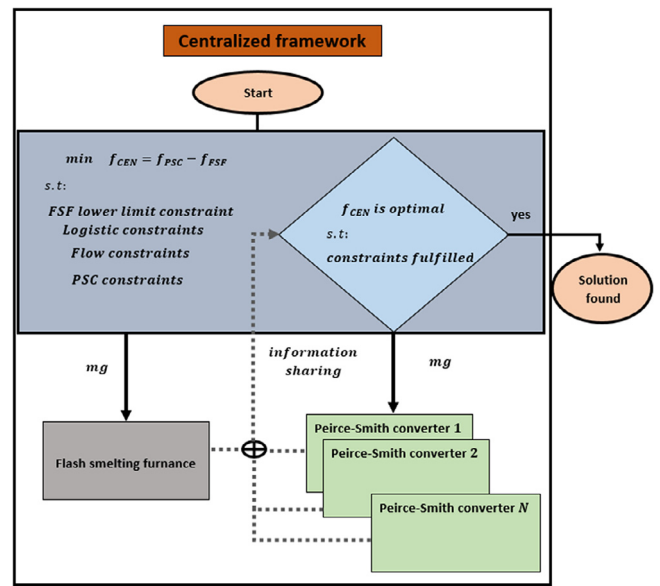 Centralized framework
Start
min f_CEN = f_PSC − f_FSF
s.t:
FSF lower limit constraint
Logistic constraints
Flow constraints
PSC constraints
f_CEN is optimal
s.t:
constraints fulfilled
yes
Solution
found
mg
information
sharing
mg
Flash smelting furnance
Peirce-Smith converter 1
Peirce-Smith converter 2
Peirce-Smith converter N